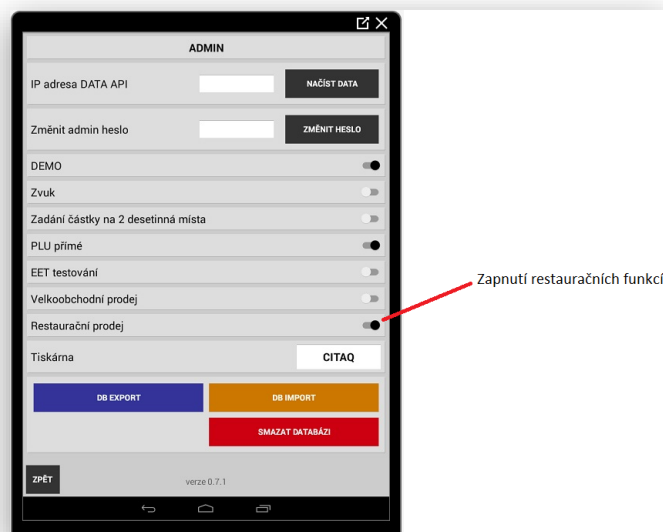 ADMIN
IP adresa DATA API
NAČÍST DATA
Změnit admin heslo
ZMĚNIT HESLO
DEMO
Zvuk
Zadání částky na 2 desetinná místa
PLU přímé
EET testování
Velkoobchodní prodej
Restaurační prodej
Zapnutí restauračních funkcí
Tiskárna
CITAQ
DB EXPORT
DB IMPORT
SMAZAT DATABÁZI
ZPĚT
verze 0.7.1